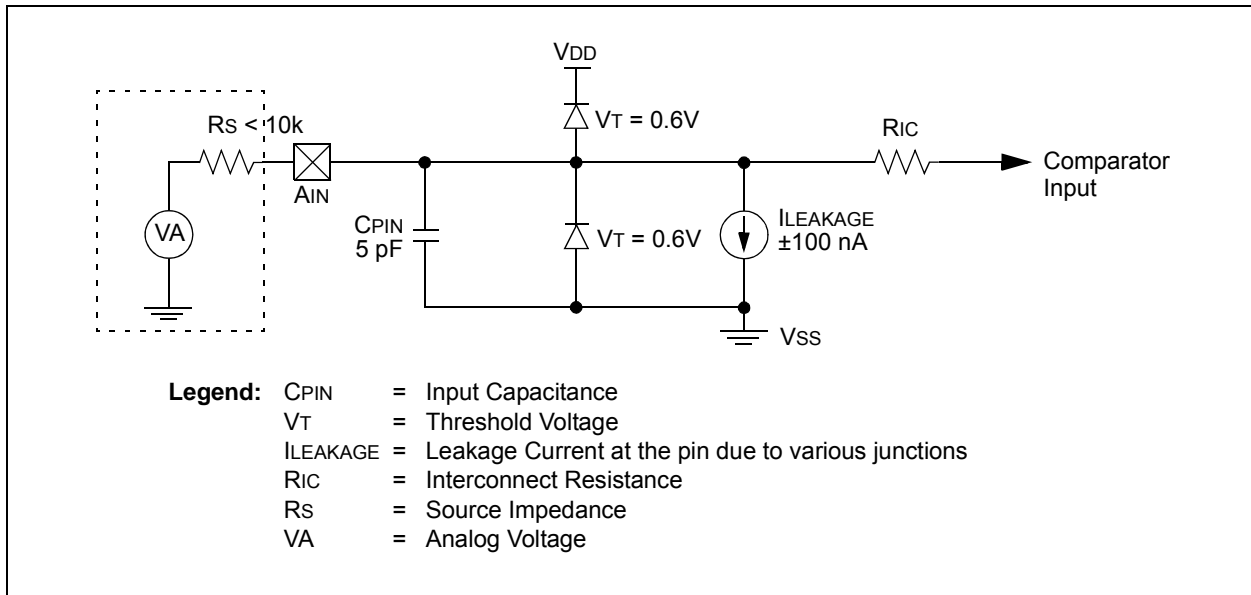 VDD
VT = 0.6V
RS < 10k
RIC
AIN
Comparator
Input
VA
CPIN
5 pF
VT = 0.6V
ILEAKAGE
±100 nA
VSS
Legend: CPIN = Input Capacitance
VT = Threshold Voltage
ILEAKAGE = Leakage Current at the pin due to various junctions
RIC = Interconnect Resistance
RS = Source Impedance
VA = Analog Voltage